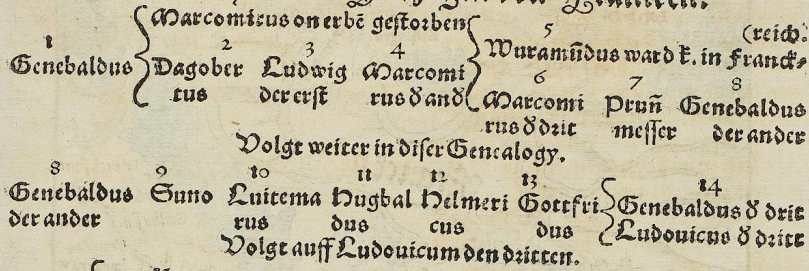 Marcomirus on erbē gestorben
(reich.
1 2 3 4 5
Genebaldus Dagober Ludwig Marcomi Wuramūdus ward k. in Franck⸗
tus der erst rus d and
6 7 8
Marcomi Prun̄ Genebaldus
rus d drit messer der ander
Volgt weiter in diser Genealogy.
8 9 10 11 12 13 14
Genebaldus Suno Luitema Hugbal Helmeri Gottfri Genebaldus d drit
der ander rus dus cus dus Ludouicus d dritt
Volgt auff Ludouicum den dritten.